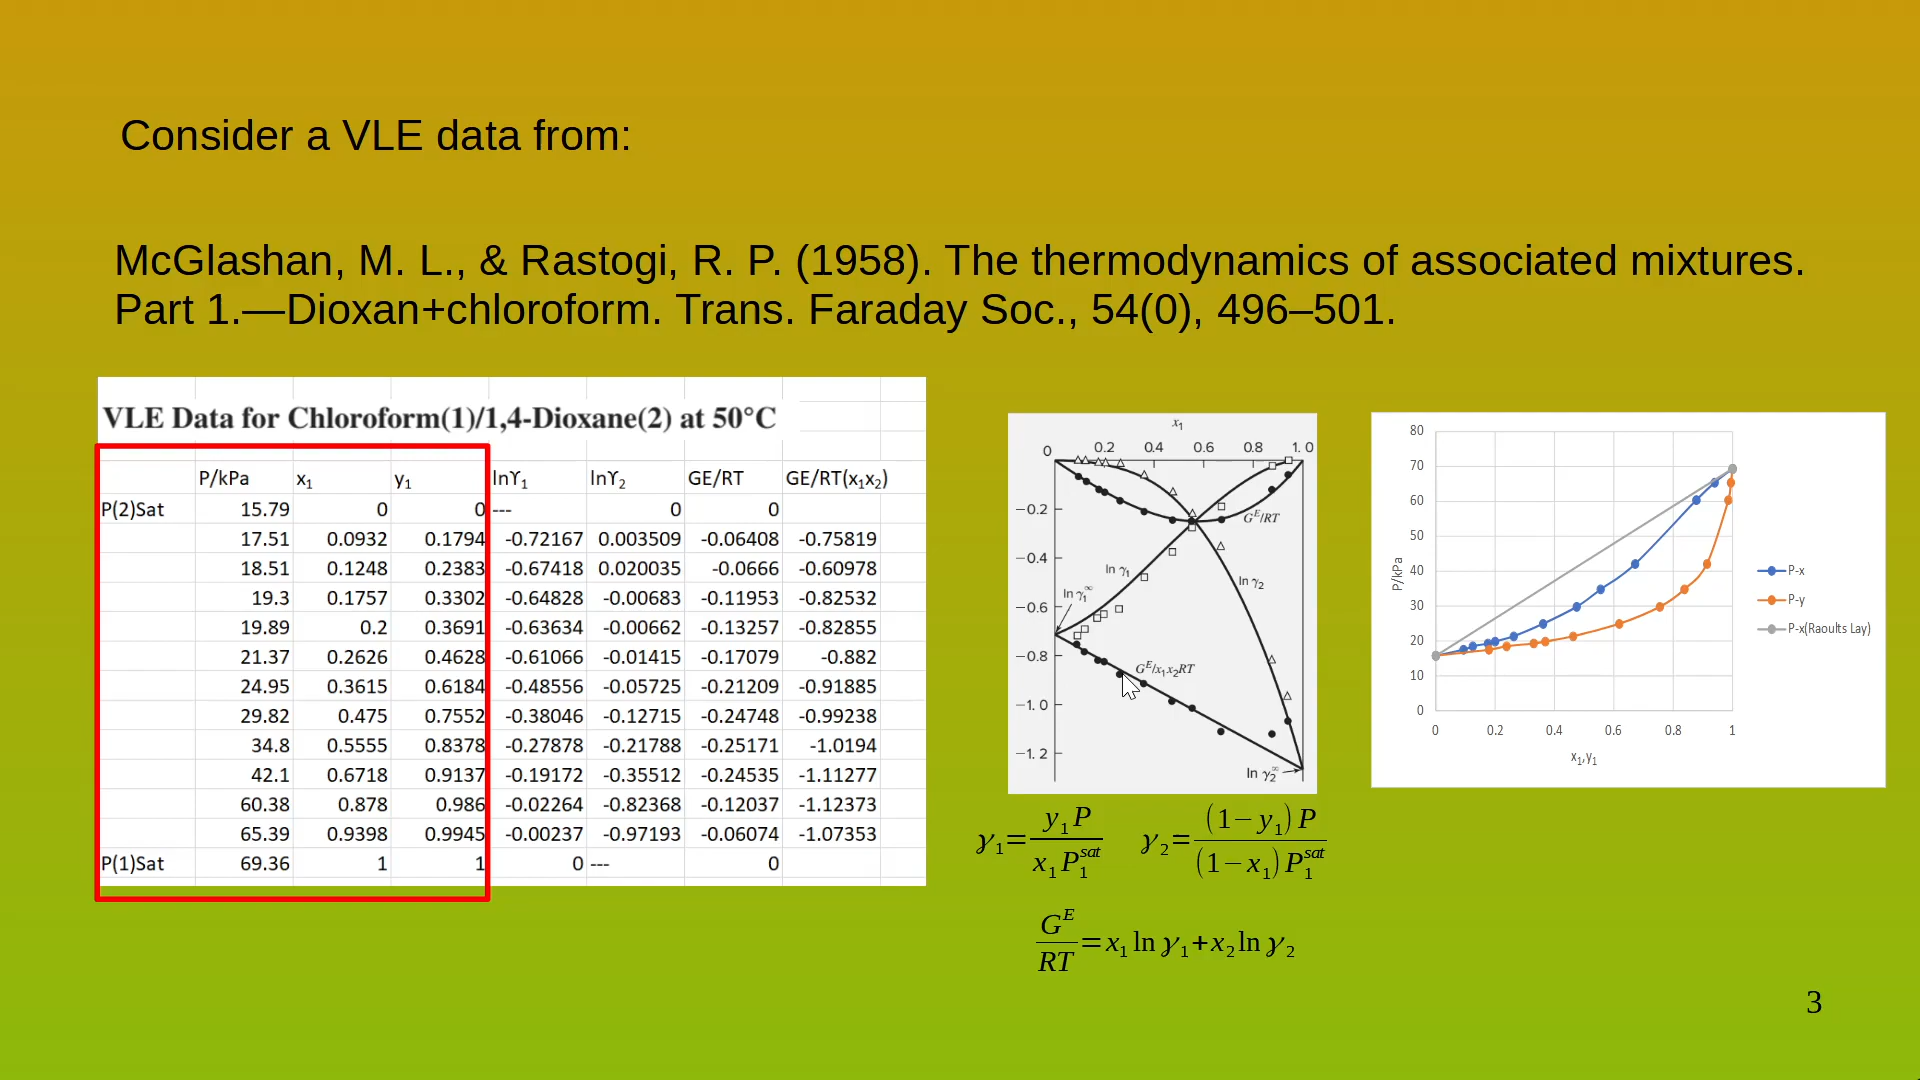 Consider a VLE data from:
McGlashan, M. L., & Rastogi, R. P. (1958). The thermodynamics of associated mixtures.
Part 1.—Dioxan+chloroform. Trans. Faraday Soc., 54(0), 496–501.
VLE Data for Chloroform(1)/1,4-Dioxane(2) at 50°C
P/kPa x₁ y₁ lnϒ₁ lnϒ₂ GE/RT GE/RT(x₁x₂)
P(2)Sat 15.79 0 0 --- 0 0
17.51 0.0932 0.1794 -0.72167 0.003509 -0.06408 -0.75819
18.51 0.1248 0.2383 -0.67418 0.020035 -0.0666 -0.60978
19.3 0.1757 0.3302 -0.64828 -0.00683 -0.11953 -0.82532
19.89 0.2 0.3691 -0.63634 -0.00662 -0.13257 -0.82855
21.37 0.2626 0.4628 -0.61066 -0.01415 -0.17079 -0.882
24.95 0.3615 0.6184 -0.48556 -0.05725 -0.21209 -0.91885
29.82 0.475 0.7552 -0.38046 -0.12715 -0.24748 -0.99238
34.8 0.5555 0.8378 -0.27878 -0.21788 -0.25171 -1.0194
42.1 0.6718 0.9137 -0.19172 -0.35512 -0.24535 -1.11277
60.38 0.878 0.986 -0.02264 -0.82368 -0.12037 -1.12373
65.39 0.9398 0.9945 -0.00237 -0.97193 -0.06074 -1.07353
P(1)Sat 69.36 1 1 0 --- 0
x₁
0 0.2 0.4 0.6 0.8 1.0
−0.2
−0.4
−0.6
−0.8
−1.0
−1.2
Gᴱ/RT
ln γ₁
ln γ₂
ln γ₁^∞
Gᴱ/x₁x₂RT
ln γ₂^∞
γ₁ = y₁P / x₁P₁^sat γ₂ = (1−y₁)P / (1−x₁)P₁^sat
Gᴱ/RT = x₁ ln γ₁ + x₂ ln γ₂
80
70
60
50
40
30
20
10
0
P/kPa
0 0.2 0.4 0.6 0.8 1
x₁,y₁
P-x
P-y
P-x(Raoults Lay)
3